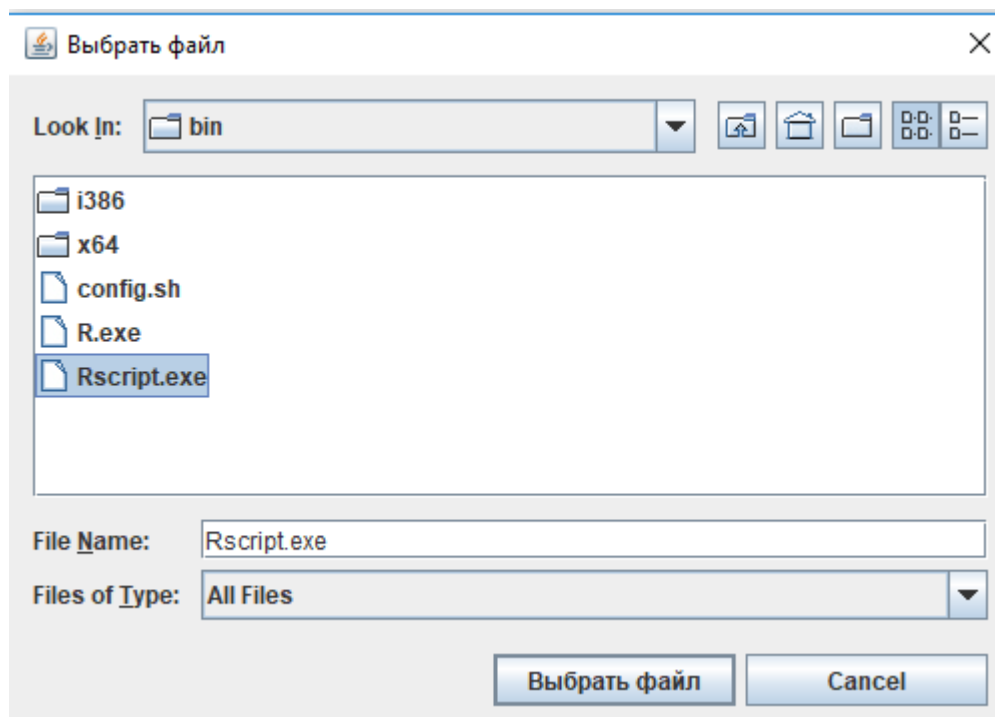 Выбрать файл
Look In: bin
i386
x64
config.sh
R.exe
Rscript.exe
File Name: Rscript.exe
Files of Type: All Files
Выбрать файл Cancel